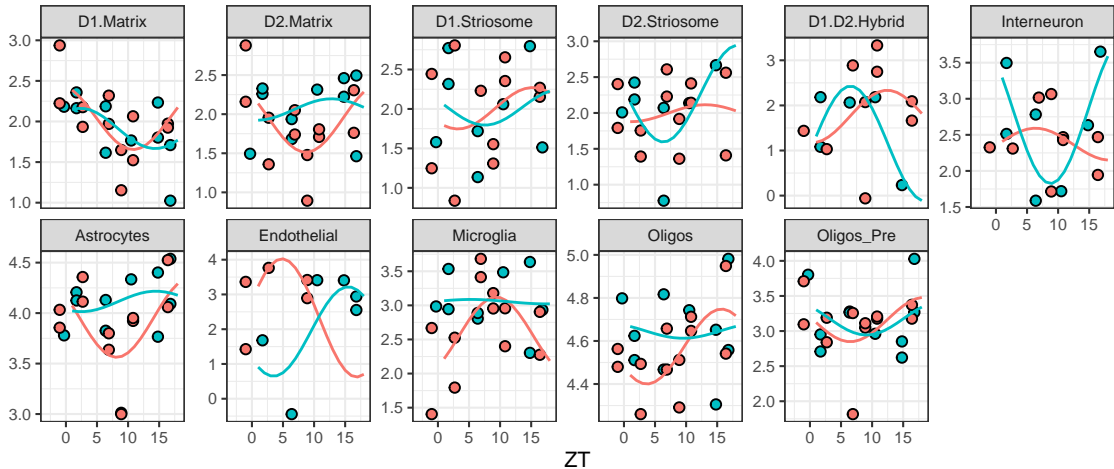 D1.Matrix D2.Matrix D1.Striosome D2.Striosome D1.D2.Hybrid Interneuron
3.0 2.5 2.0 1.5 1.0
3.0 2.5 2.0 1.5 1.0
2.5 2.0 1.5 1.0
3.0 2.5 2.0 1.5 1.0
3 2 1 0
3.5 3.0 2.5 2.0 1.5
0 5 10 15
Astrocytes Endothelial Microglia Oligos Oligos_Pre
4.5 4.0 3.5 3.0
4 3 2 1 0
3.5 3.0 2.5 2.0 1.5
5.0 4.8 4.6 4.4
4.0 3.5 3.0 2.5 2.0
0 5 10 15 0 5 10 15 0 5 10 15 0 5 10 15 0 5 10 15
ZT